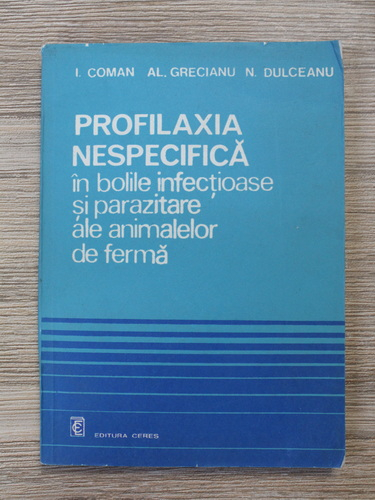 I. COMAN AL. GRECIANU N. DULCEANU
PROFILAXIA
NESPECIFICĂ
în bolile infecțioase
și parazitare
ale animalelor
de fermă
EDITURA CERES